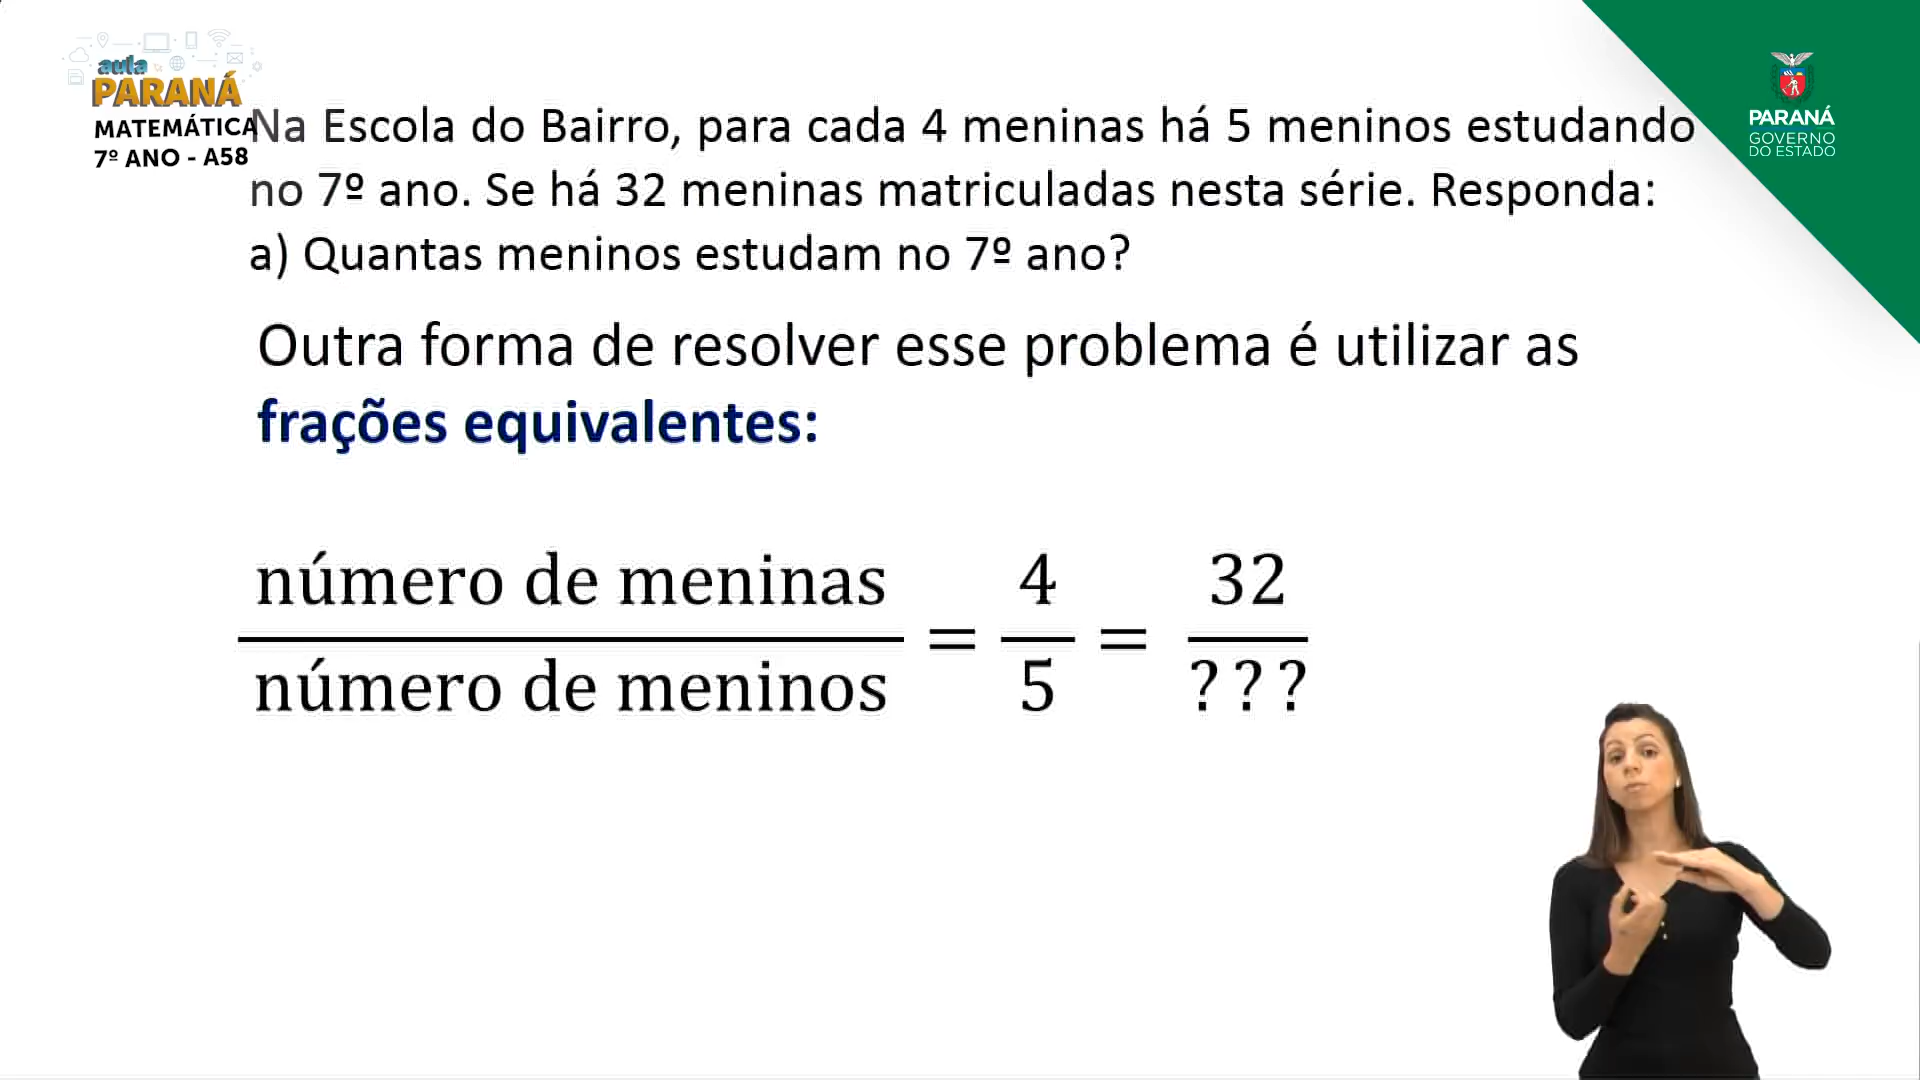 aula
PARANÁ
MATEMÁTICA
7º ANO - A58
PARANÁ
GOVERNO
DO ESTADO
Na Escola do Bairro, para cada 4 meninas há 5 meninos estudando
no 7º ano. Se há 32 meninas matriculadas nesta série. Responda:
a) Quantas meninos estudam no 7º ano?
Outra forma de resolver esse problema é utilizar as
frações equivalentes:
número de meninas / número de meninos = 4 / 5 = 32 / ???